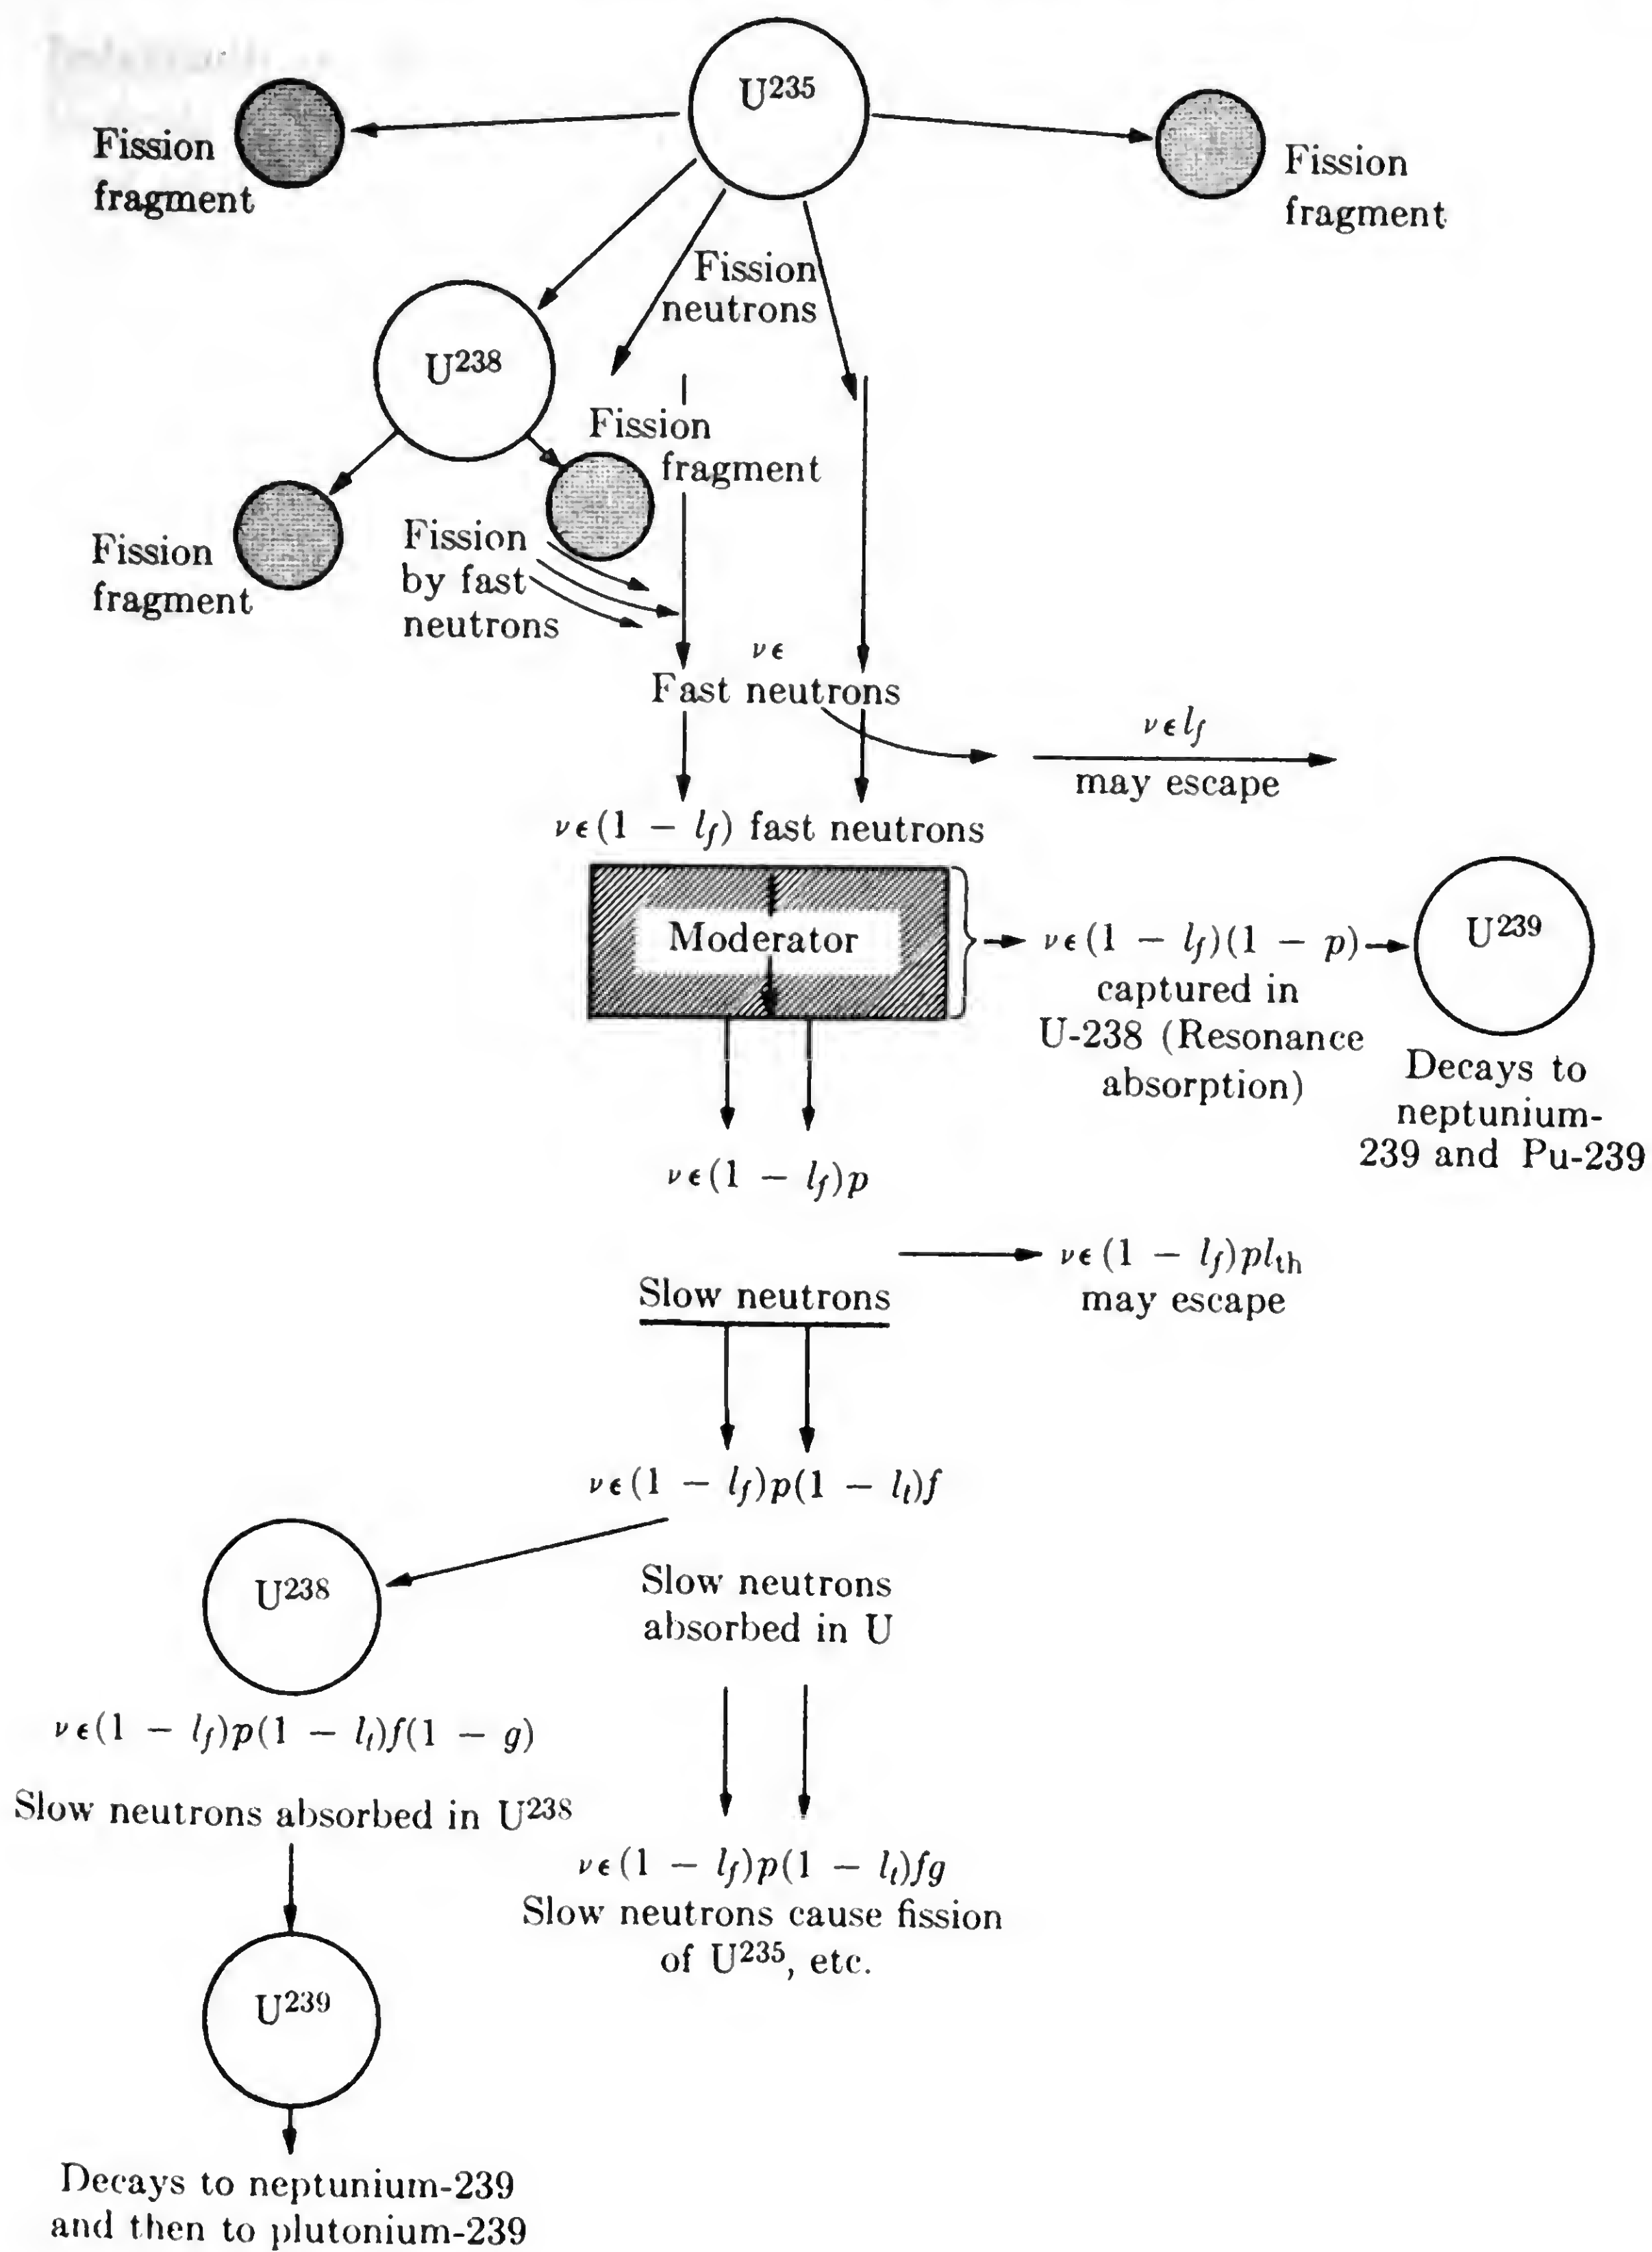 U²³⁵
Fission
fragment
Fission
fragment
Fission
neutrons
U²³⁸
Fission
fragment
Fission
fragment
Fission
by fast
neutrons
νϵ
Fast neutrons
νϵl_f
may escape
νϵ(1 − l_f) fast neutrons
Moderator
νϵ(1 − l_f)(1 − p)
captured in
U-238 (Resonance
absorption)
U²³⁹
Decays to
neptunium-
239 and Pu-239
νϵ(1 − l_f)p
νϵ(1 − l_f)pl_th
may escape
Slow neutrons
νϵ(1 − l_f)p(1 − l_t)f
U²³⁸
Slow neutrons
absorbed in U
νϵ(1 − l_f)p(1 − l_t)f(1 − g)
Slow neutrons absorbed in U²³⁸
νϵ(1 − l_f)p(1 − l_t)fg
Slow neutrons cause fission
of U²³⁵, etc.
U²³⁹
Decays to neptunium-239
and then to plutonium-239